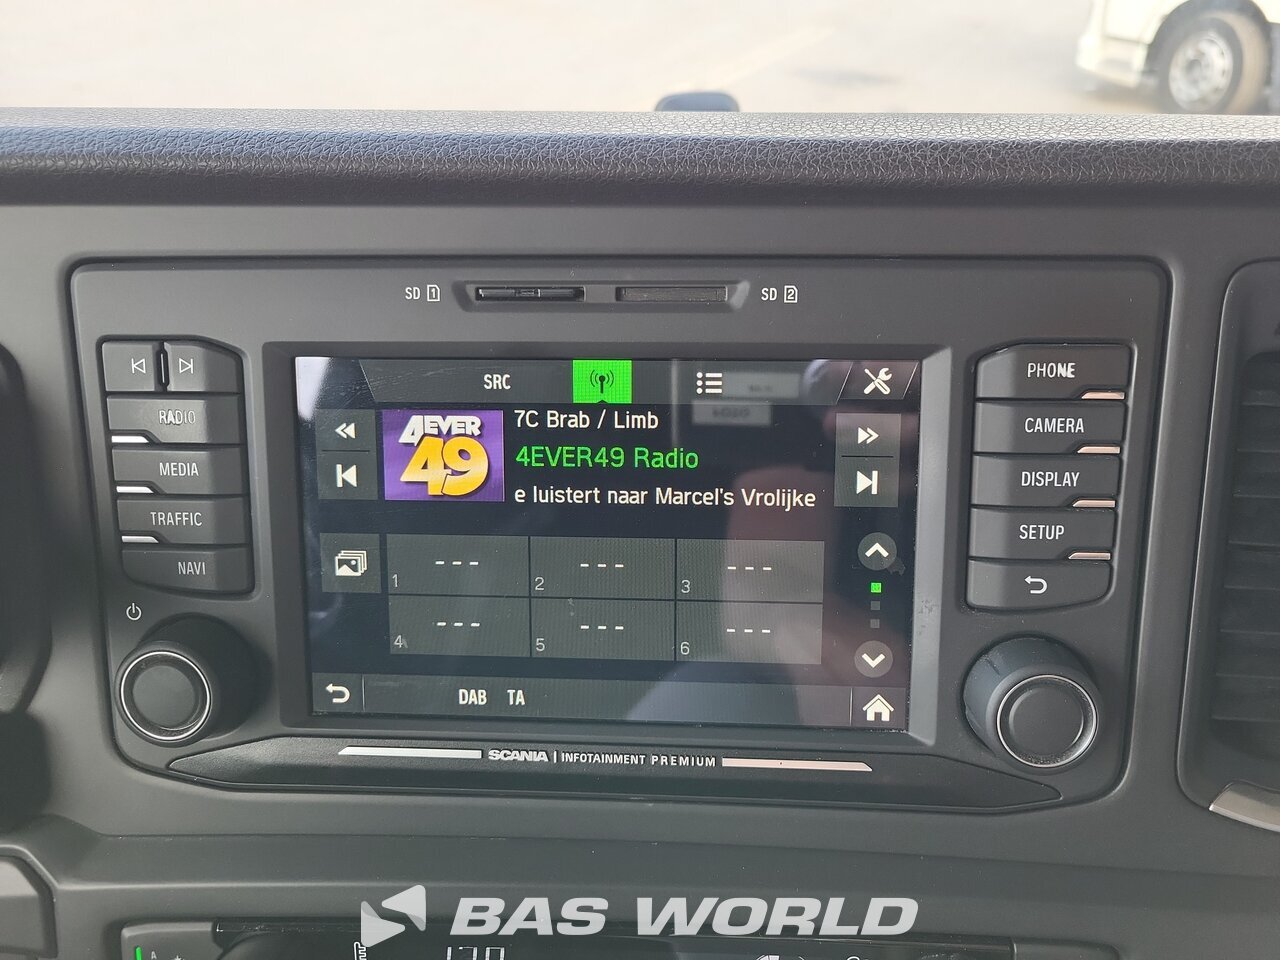 SD 1
SD 2
SRC
PHONE
RADIO
4EVER
49
7C Brab / Limb
CAMERA
4EVER49 Radio
MEDIA
e luistert naar Marcel's Vrolijke
DISPLAY
TRAFFIC
SETUP
NAVI
--- --- ---
1 2 3
--- --- ---
4 5 6
DAB TA
SCANIA | INFOTAINMENT PREMIUM
BAS WORLD